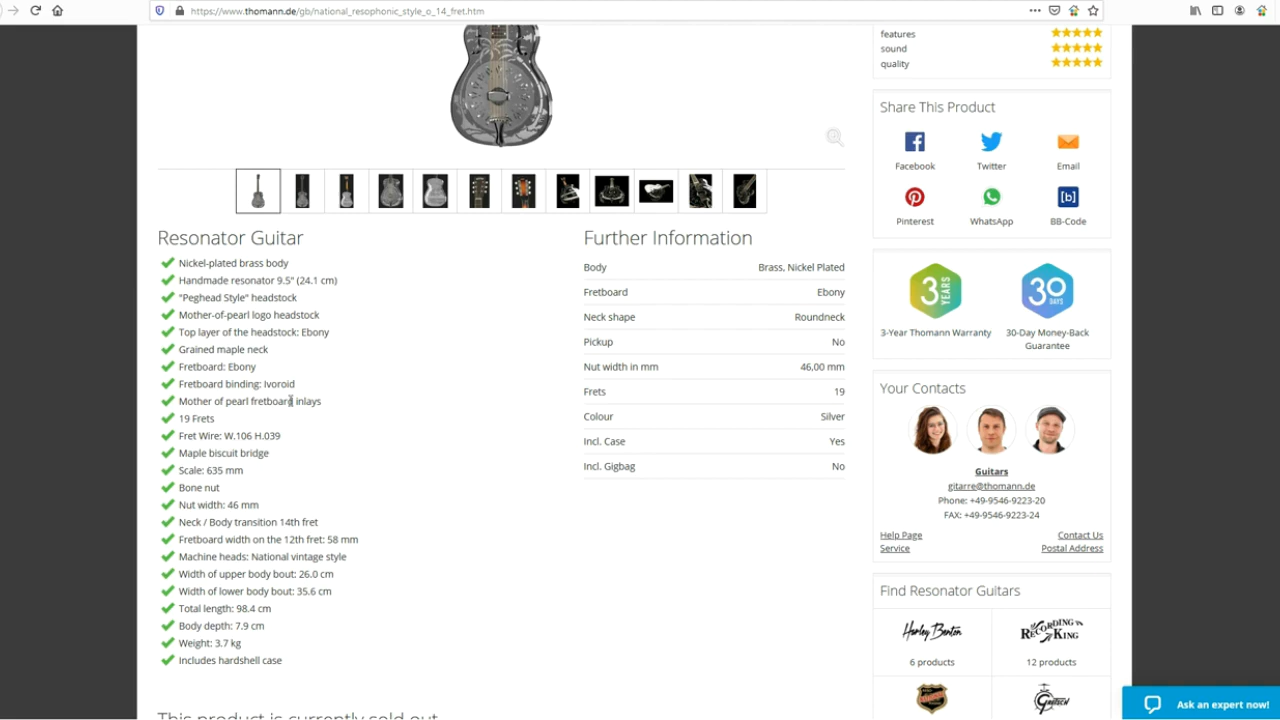 https://www.thomann.de/gb/national_resophonic_style_o_14_fret.htm
features
sound
quality
Share This Product
Facebook
Twitter
Email
Pinterest
WhatsApp
[b]
BB-Code
Resonator Guitar
Nickel-plated brass body
Handmade resonator 9.5" (24.1 cm)
"Peghead Style" headstock
Mother-of-pearl logo headstock
Top layer of the headstock: Ebony
Grained maple neck
Fretboard: Ebony
Fretboard binding: Ivoroid
Mother of pearl fretboard inlays
19 Frets
Fret Wire: W.106 H.039
Maple biscuit bridge
Scale: 635 mm
Bone nut
Nut width: 46 mm
Neck / Body transition 14th fret
Fretboard width on the 12th fret: 58 mm
Machine heads: National vintage style
Width of upper body bout: 26.0 cm
Width of lower body bout: 35.6 cm
Total length: 98.4 cm
Body depth: 7.9 cm
Weight: 3.7 kg
Includes hardshell case
Further Information
Body Brass, Nickel Plated
Fretboard Ebony
Neck shape Roundneck
Pickup No
Nut width in mm 46,00 mm
Frets 19
Colour Silver
Incl. Case Yes
Incl. Gigbag No
3 YEARS
30 DAYS
3-Year Thomann Warranty
30-Day Money-Back Guarantee
Your Contacts
Guitars
gitarre@thomann.de
Phone: +49-9546-9223-20
FAX: +49-9546-9223-24
Help Page Contact Us
Service Postal Address
Find Resonator Guitars
Harley Benton
RECORDING KING
6 products
12 products
GRETSCH
This product is currently sold out
Ask an expert now!